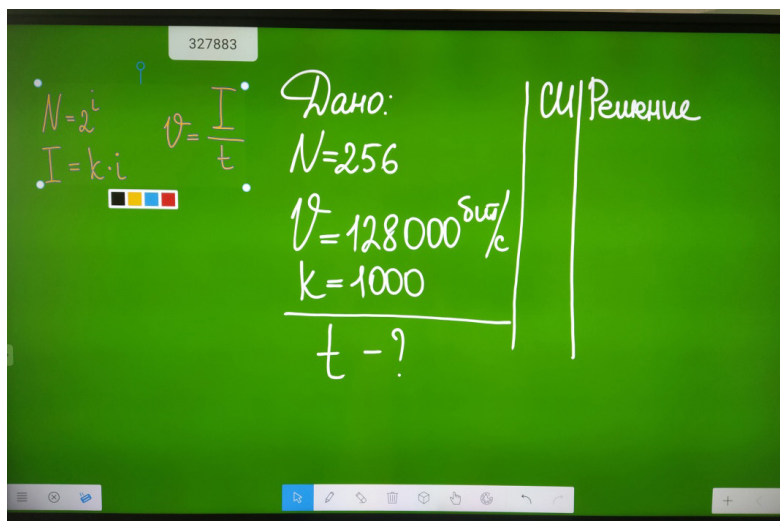 327883
N=2^i
I=k·i
v=I/t
Дано:
N=256
v=128000 бит/с
k=1000
t-?
СИ
Решение